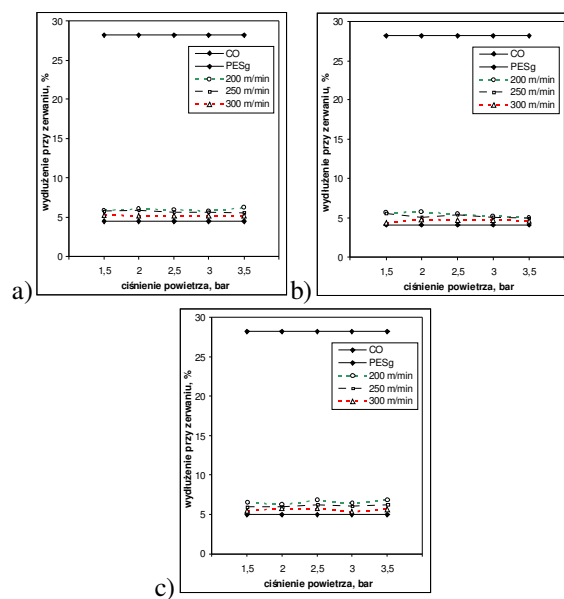 30
25
20
15
10
5
0
wydłużenie przy zerwaniu, %
CO
PESg
200 m/min
250 m/min
300 m/min
1,5 2 2,5 3 3,5
ciśnienie powietrza, bar
a)
30
25
20
15
10
5
0
wydłużenie przy zerwaniu, %
CO
PESg
200 m/min
250 m/min
300 m/min
1,5 2 2,5 3 3,5
ciśnienie powietrza, bar
b)
30
25
20
15
10
5
0
wydłużenie przy zerwaniu, %
CO
PESg
200 m/min
250 m/min
300 m/min
1,5 2 2,5 3 3,5
ciśnienie powietrza, bar
c)